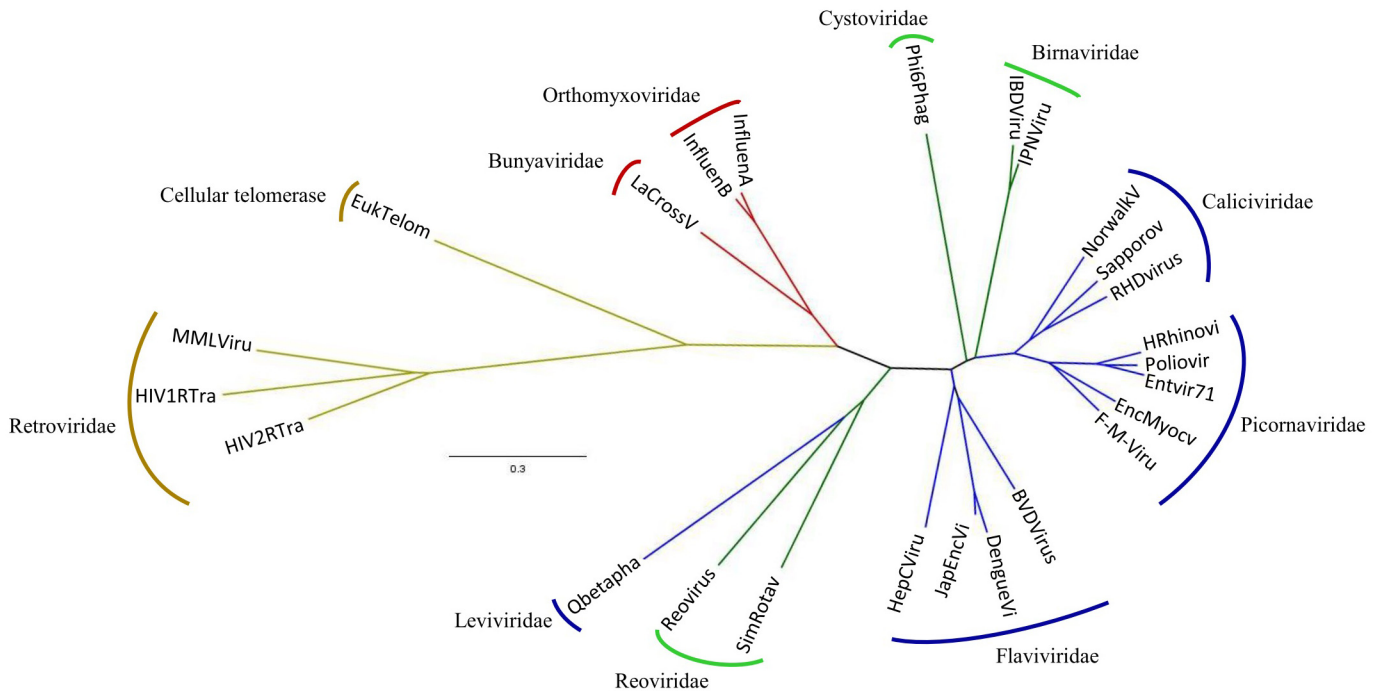 Cystoviridae
Phi6Phag
Birnaviridae
IBDViru
IPNViru
Orthomyxoviridae
InfluenA
InfluenB
Bunyaviridae
LaCrossV
Cellular telomerase
EukTelom
NorwalkV
Sapporov
RHDvirus
Caliciviridae
MMLViru
HIV1RTra
HIV2RTra
Retroviridae
0.3
HRhinovi
Poliovir
Entvir71
EncMyocv
F-M-Viru
Picornaviridae
Qbetapha
Leviviridae
Reovirus
SimRotav
Reoviridae
HepCViru
JapEncVi
DengueVi
BVDVirus
Flaviviridae